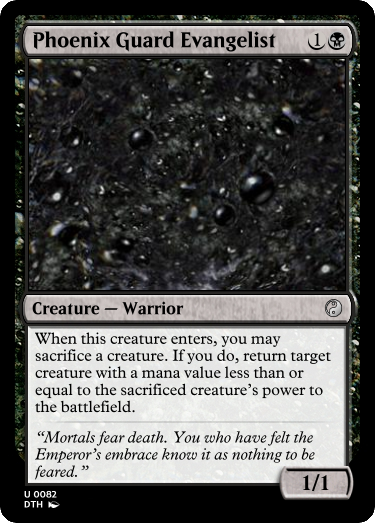 Phoenix Guard Evangelist 1
Creature — Warrior
When this creature enters, you may
sacrifice a creature. If you do, return target
creature with a mana value less than or
equal to the sacrificed creature's power to
the battlefield.
“Mortals fear death. You who have felt the
Emperor's embrace know it as nothing to be
feared.”
1/1
U 0082
DTH